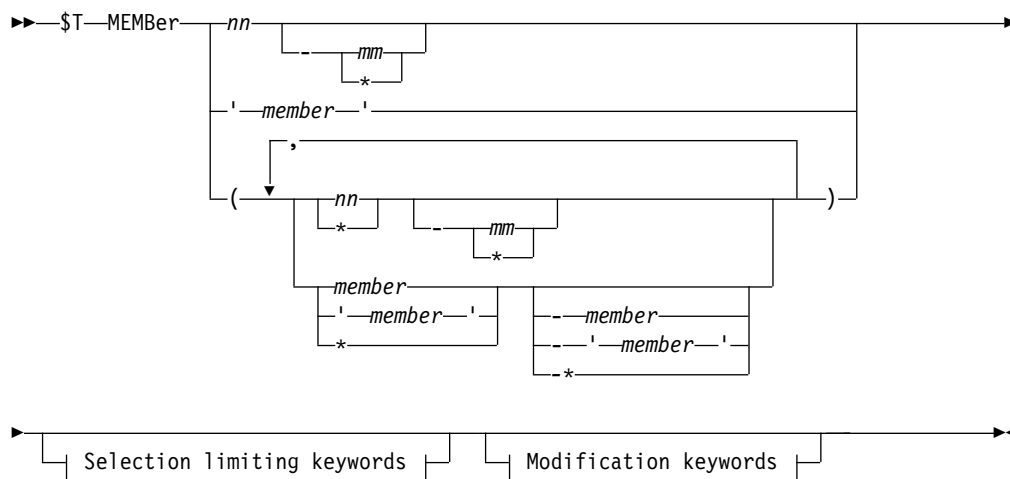 $T MEMBer nn
- mm
*
' member '
,
( nn - mm )
* *
member
' member ' - member
* - ' member '
-*
Selection limiting keywords Modification keywords